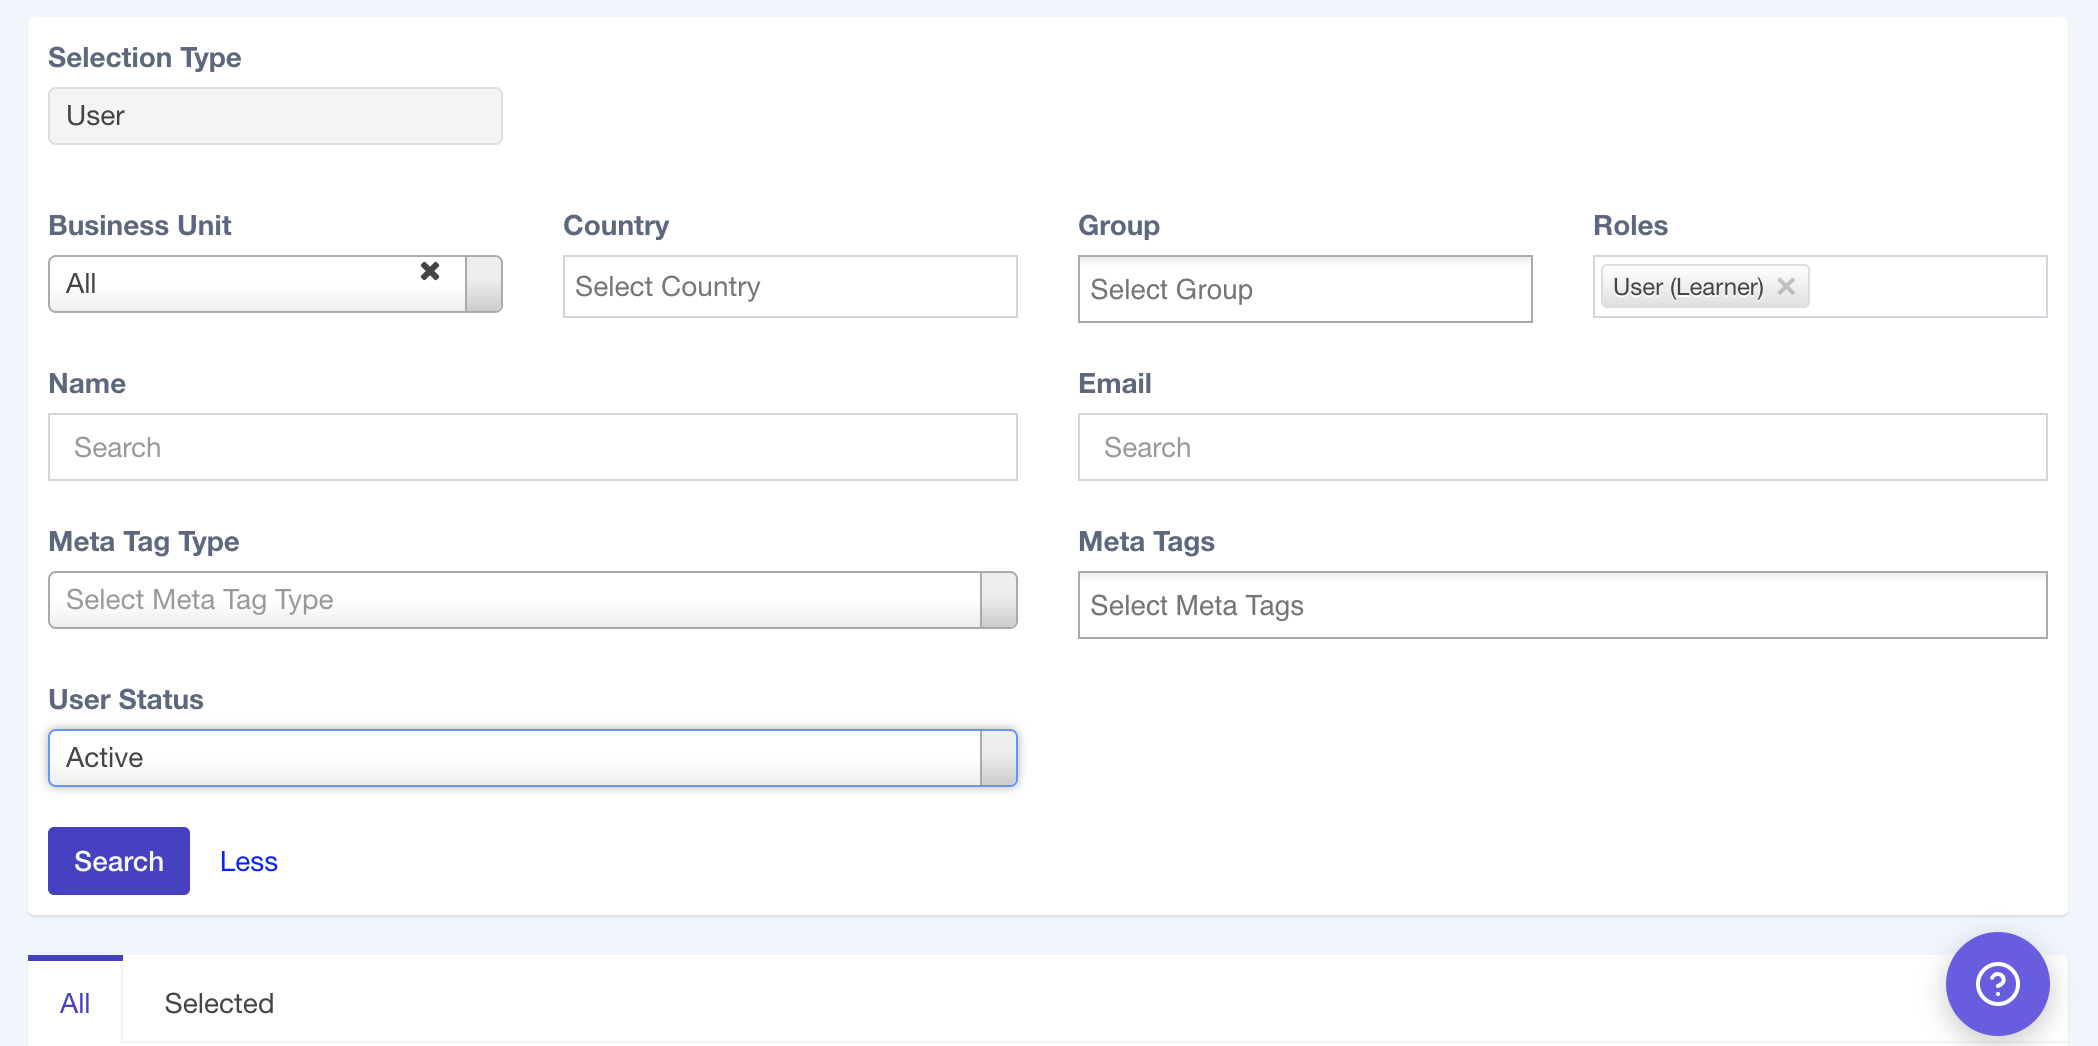 Selection Type
User
Business Unit
Country
Group
Roles
All
Select Country
Select Group
User (Learner)
Name
Email
Search
Search
Meta Tag Type
Meta Tags
Select Meta Tag Type
Select Meta Tags
User Status
Active
Search
Less
All
Selected
?